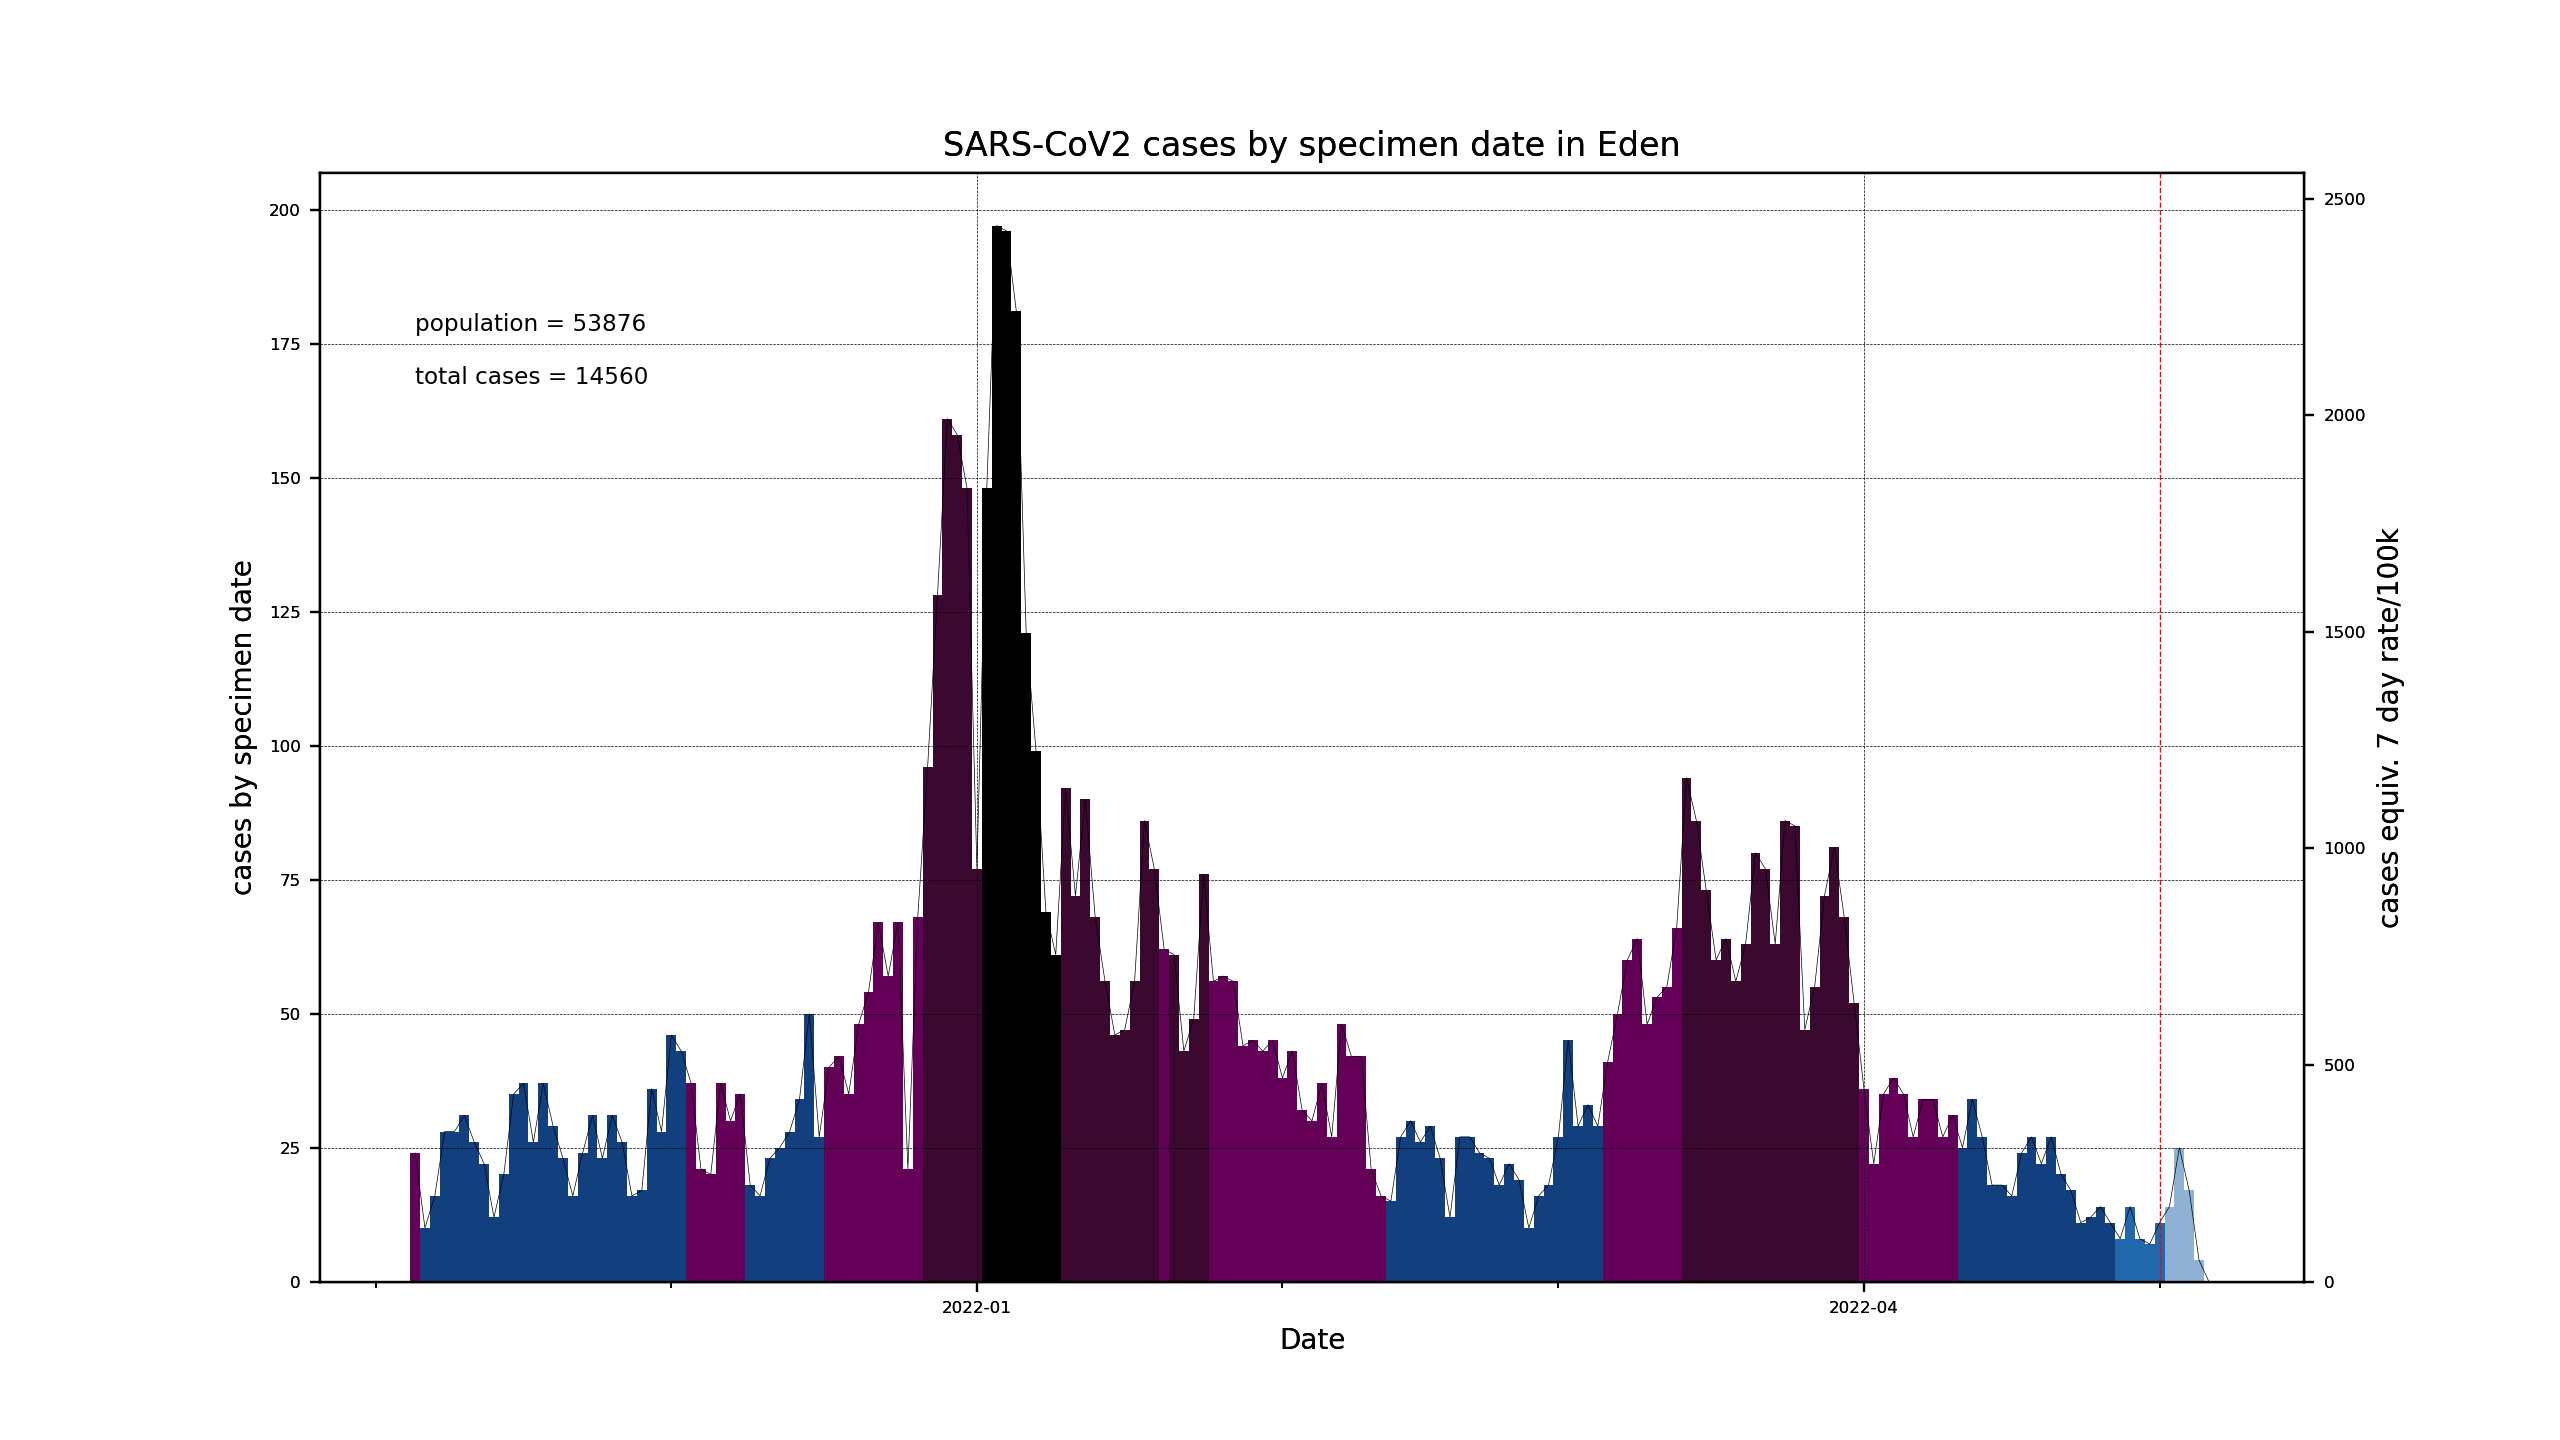 SARS-CoV2 cases by specimen date in Eden
population = 53876
total cases = 14560
cases by specimen date
200
175
150
125
100
75
50
25
0
2500
2000
1500
1000
500
0
cases equiv. 7 day rate/100k
2022-01
2022-04
Date